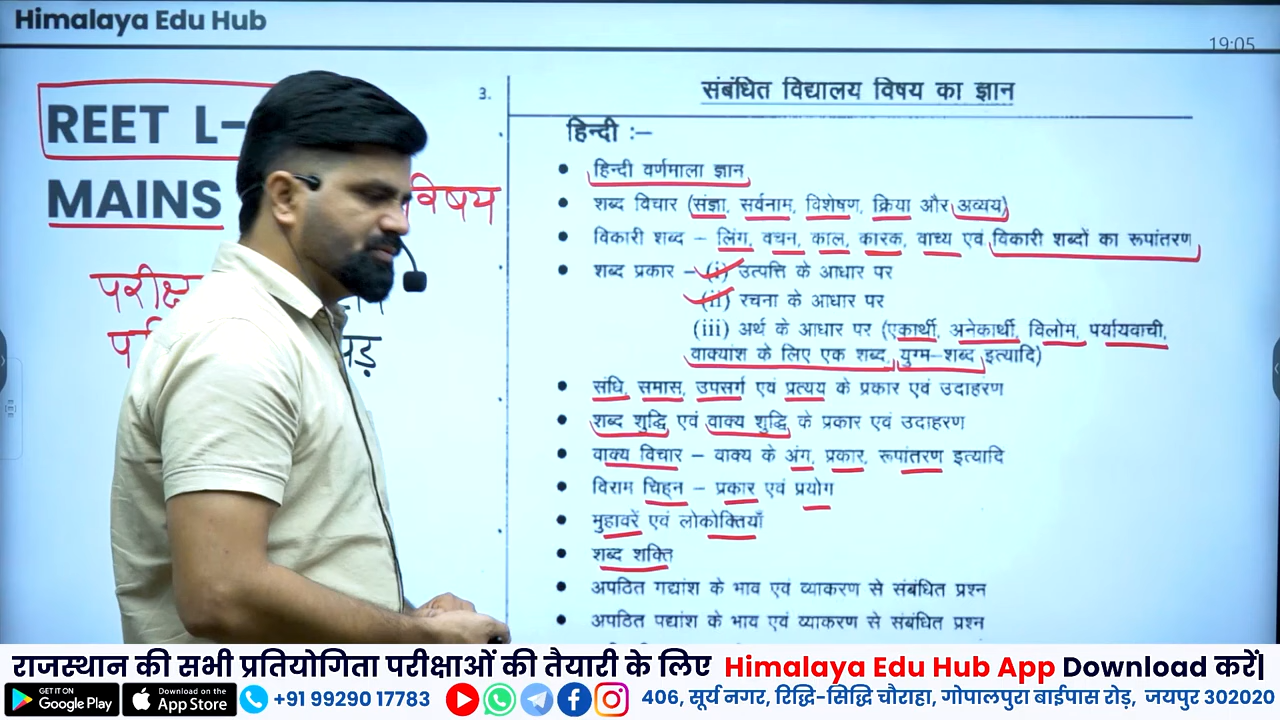 Himalaya Edu Hub
19:05
REET L-
MAINS
विषय
3.
संबंधित विद्यालय विषय का ज्ञान
हिन्दी :–
• हिन्दी वर्णमाला ज्ञान
• शब्द विचार (संज्ञा, सर्वनाम, विशेषण, क्रिया और अव्यय)
• विकारी शब्द – लिंग, वचन, काल, कारक, वाच्य एवं विकारी शब्दों का रूपांतरण
• शब्द प्रकार – (i) उत्पत्ति के आधार पर
(ii) रचना के आधार पर
(iii) अर्थ के आधार पर (एकार्थी, अनेकार्थी, विलोम, पर्यायवाची,
वाक्यांश के लिए एक शब्द, युग्म–शब्द इत्यादि)
• संधि, समास, उपसर्ग एवं प्रत्यय के प्रकार एवं उदाहरण
• शब्द शुद्धि एवं वाक्य शुद्धि के प्रकार एवं उदाहरण
• वाक्य विचार – वाक्य के अंग, प्रकार, रूपांतरण इत्यादि
• विराम चिह्न – प्रकार एवं प्रयोग
• मुहावरें एवं लोकोक्तियाँ
• शब्द शक्ति
• अपठित गद्यांश के भाव एवं व्याकरण से संबंधित प्रश्न
• अपठित पद्यांश के भाव एवं व्याकरण से संबंधित प्रश्न
राजस्थान की सभी प्रतियोगिता परीक्षाओं की तैयारी के लिए Himalaya Edu Hub App Download करें|
GET IT ON Google Play Download on the App Store +91 99290 17783 406, सूर्य नगर, रिद्धि-सिद्धि चौराहा, गोपालपुरा बाईपास रोड़, जयपुर 302020